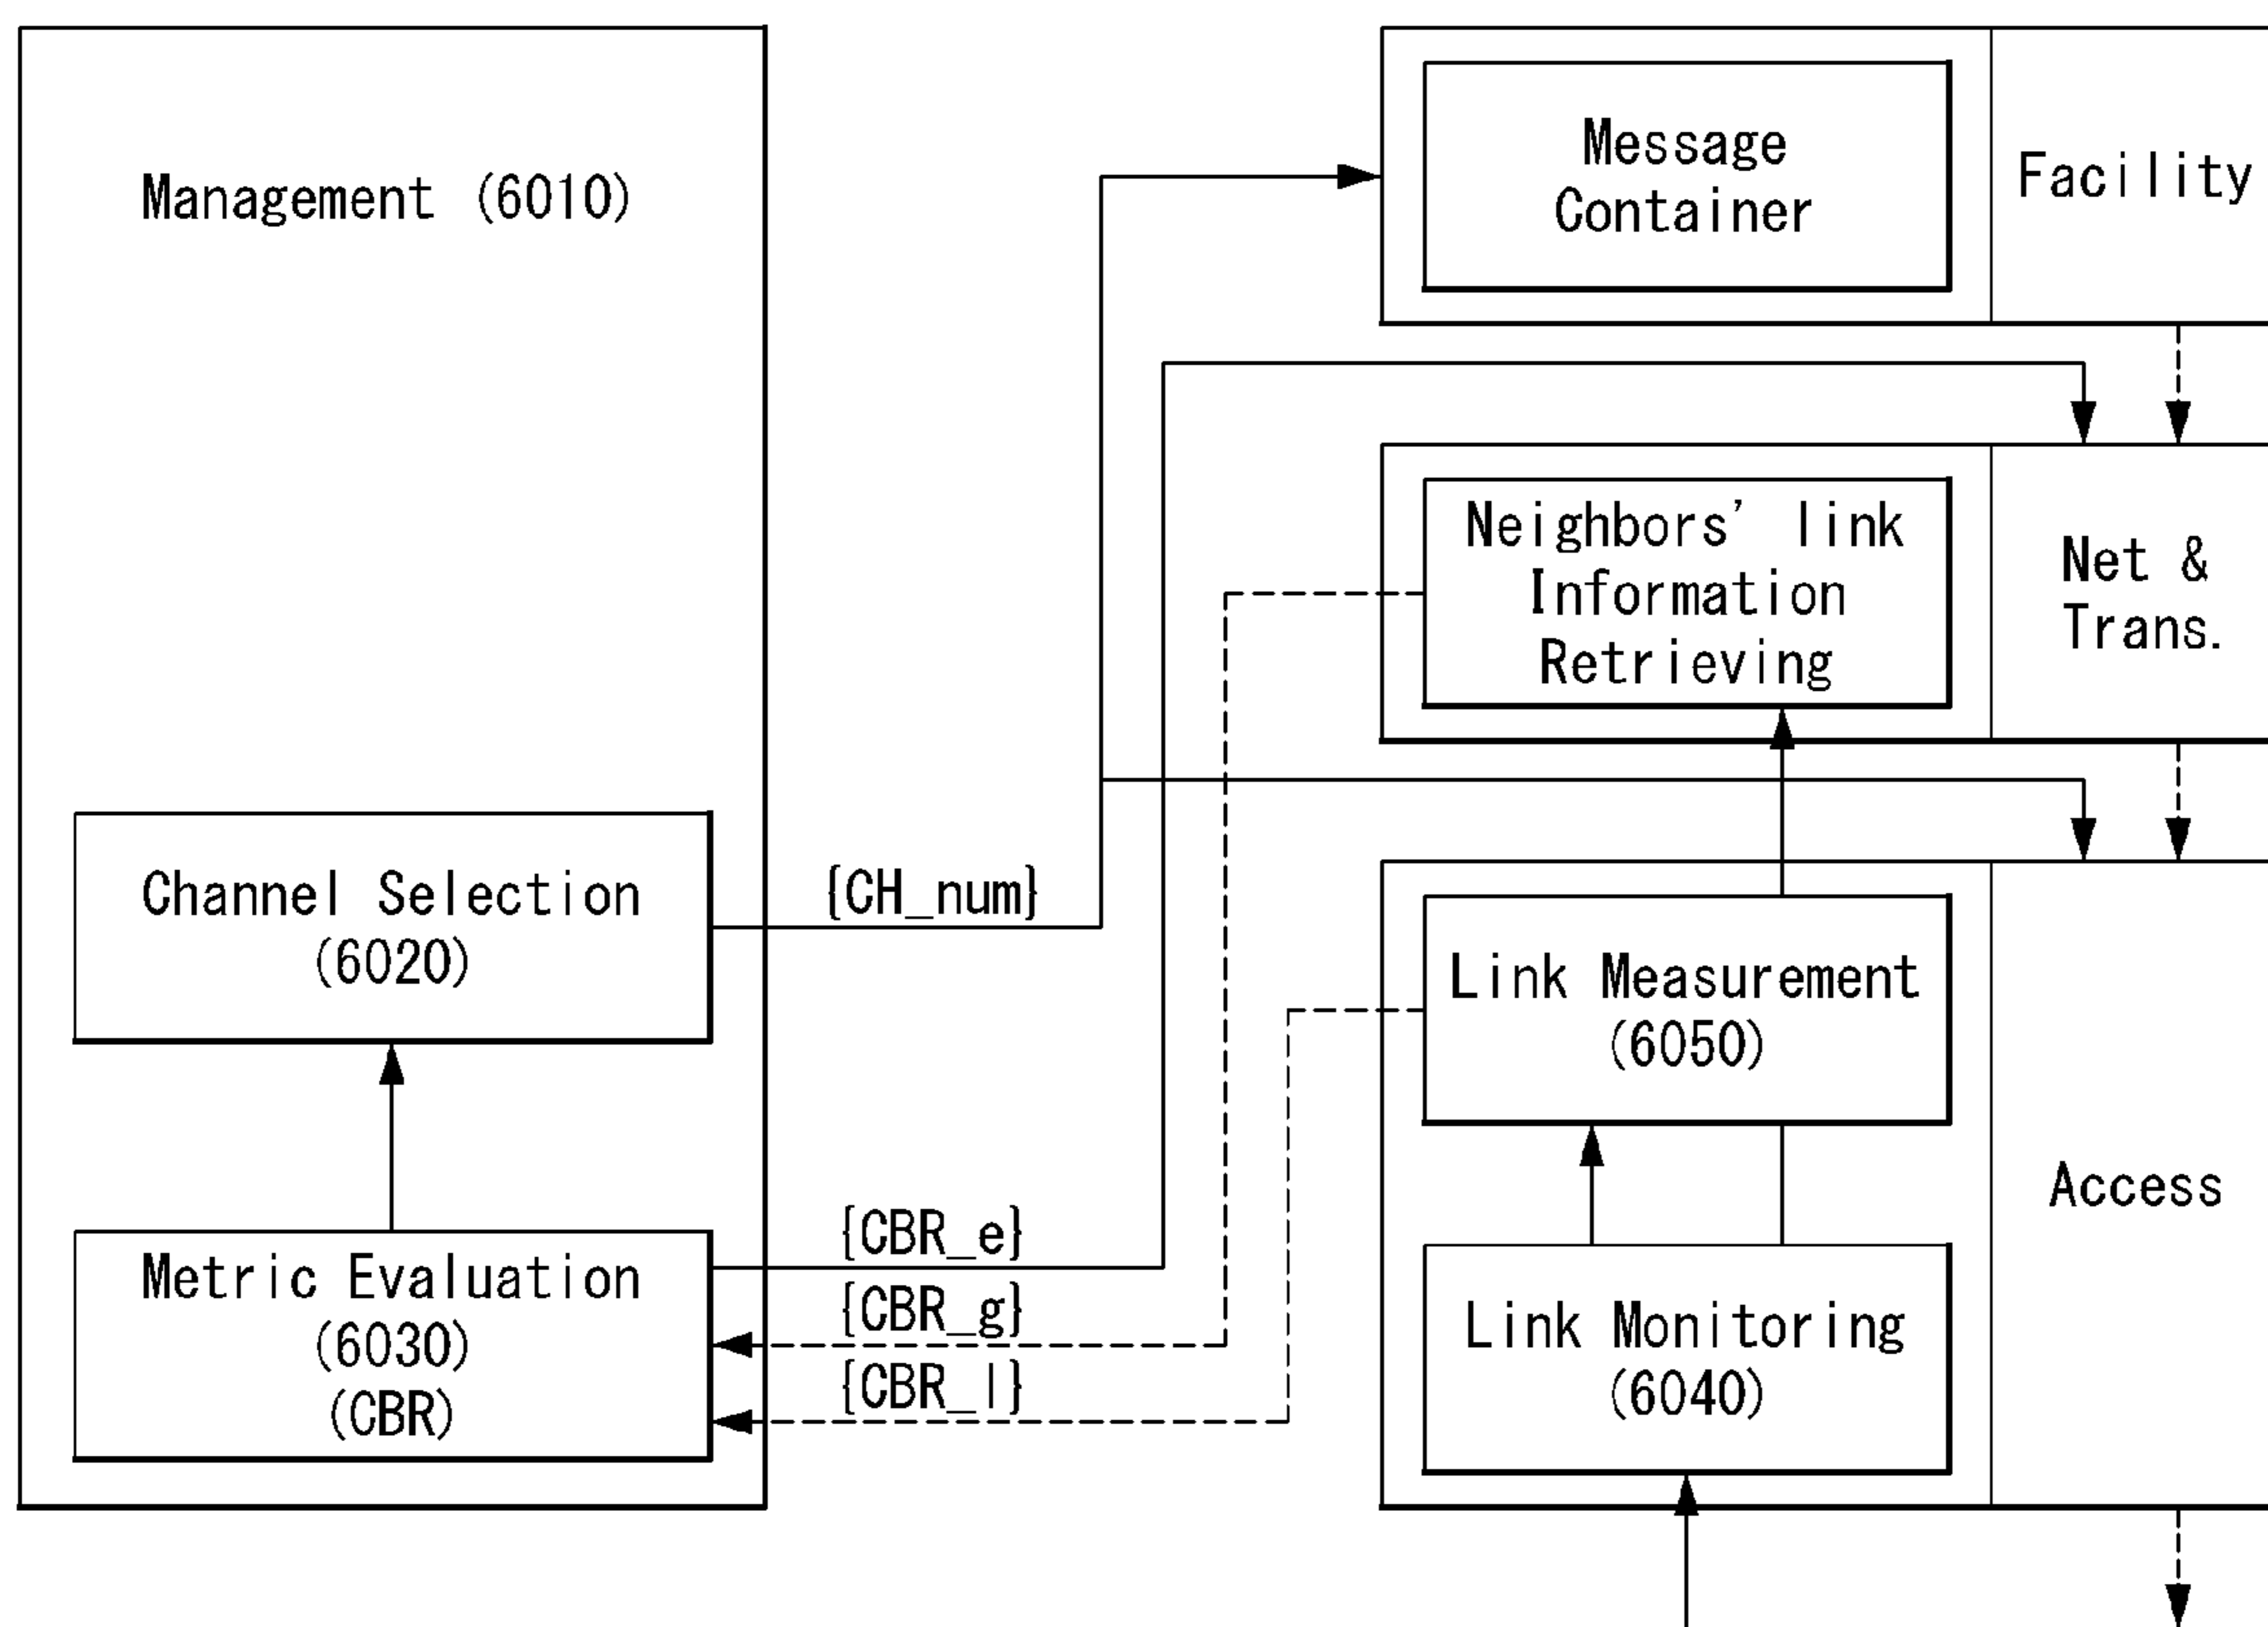 Management (6010)
Channel Selection
(6020)
Metric Evaluation
(6030)
(CBR)
{CH_num}
{CBR_e}
{CBR_g}
{CBR_l}
Message
Container
Facility
Neighbors' link
Information
Retrieving
Net &
Trans.
Link Measurement
(6050)
Link Monitoring
(6040)
Access